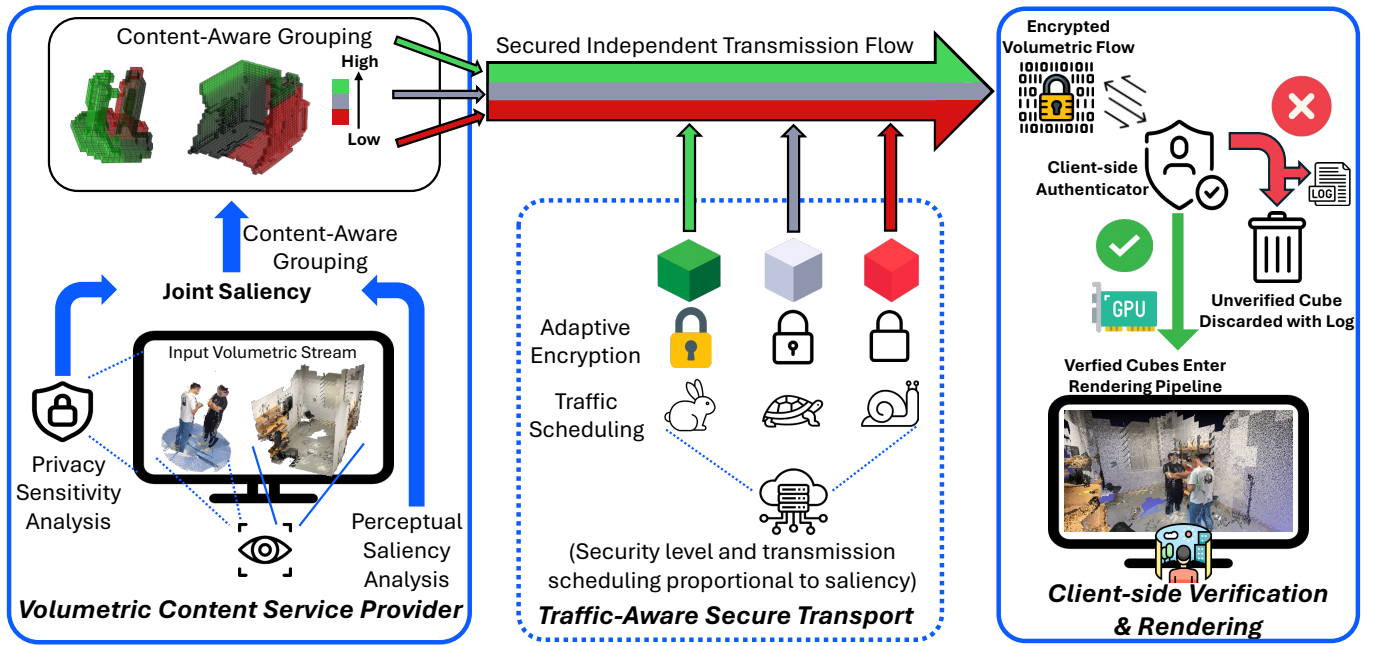 Content-Aware Grouping
High
Low
Content-Aware
Grouping
Joint Saliency
Input Volumetric Stream
Privacy
Sensitivity
Analysis
Perceptual
Saliency
Analysis
Volumetric Content Service Provider
Secured Independent Transmission Flow
Adaptive
Encryption
Traffic
Scheduling
(Security level and transmission
scheduling proportional to saliency)
Traffic-Aware Secure Transport
Encrypted
Volumetric Flow
Client-side
Authenticator
LOG
GPU
Unverified Cube
Discarded with Log
Verfied Cubes Enter
Rendering Pipeline
Client-side Verification
& Rendering